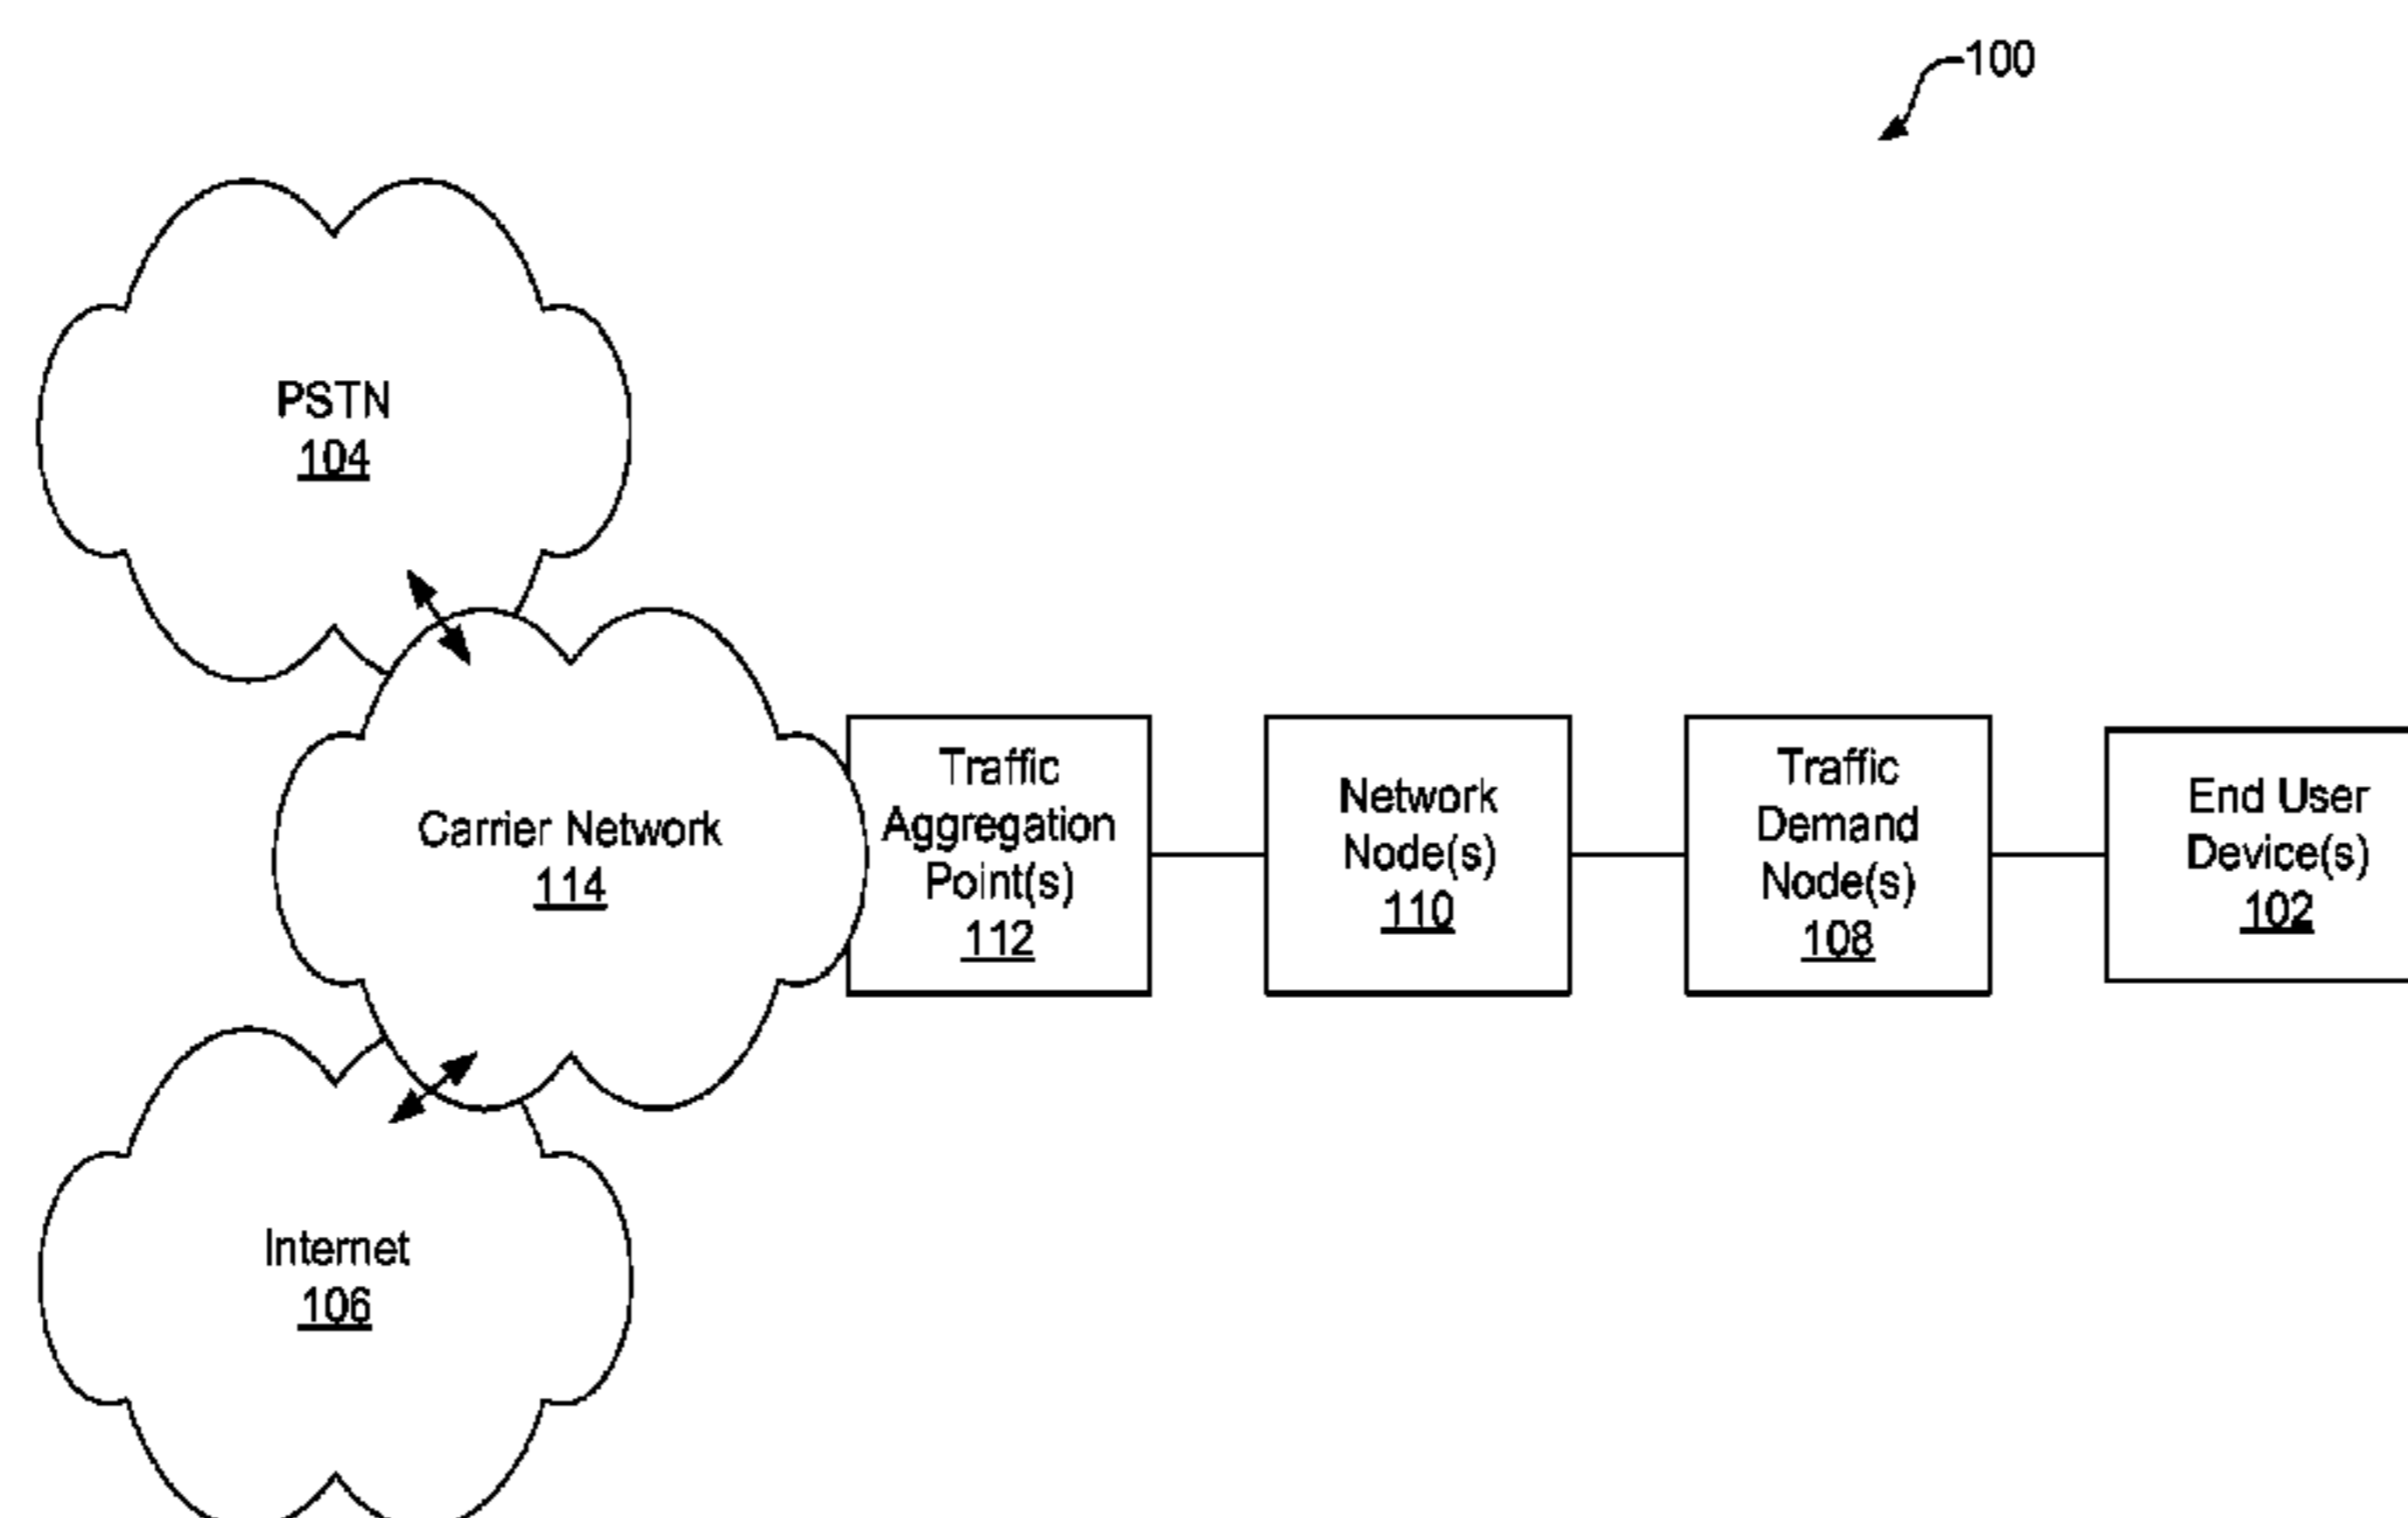 100
PSTN
104
Carrier Network
114
Traffic
Aggregation
Point(s)
112
Network
Node(s)
110
Traffic
Demand
Node(s)
108
End User
Device(s)
102
Internet
106